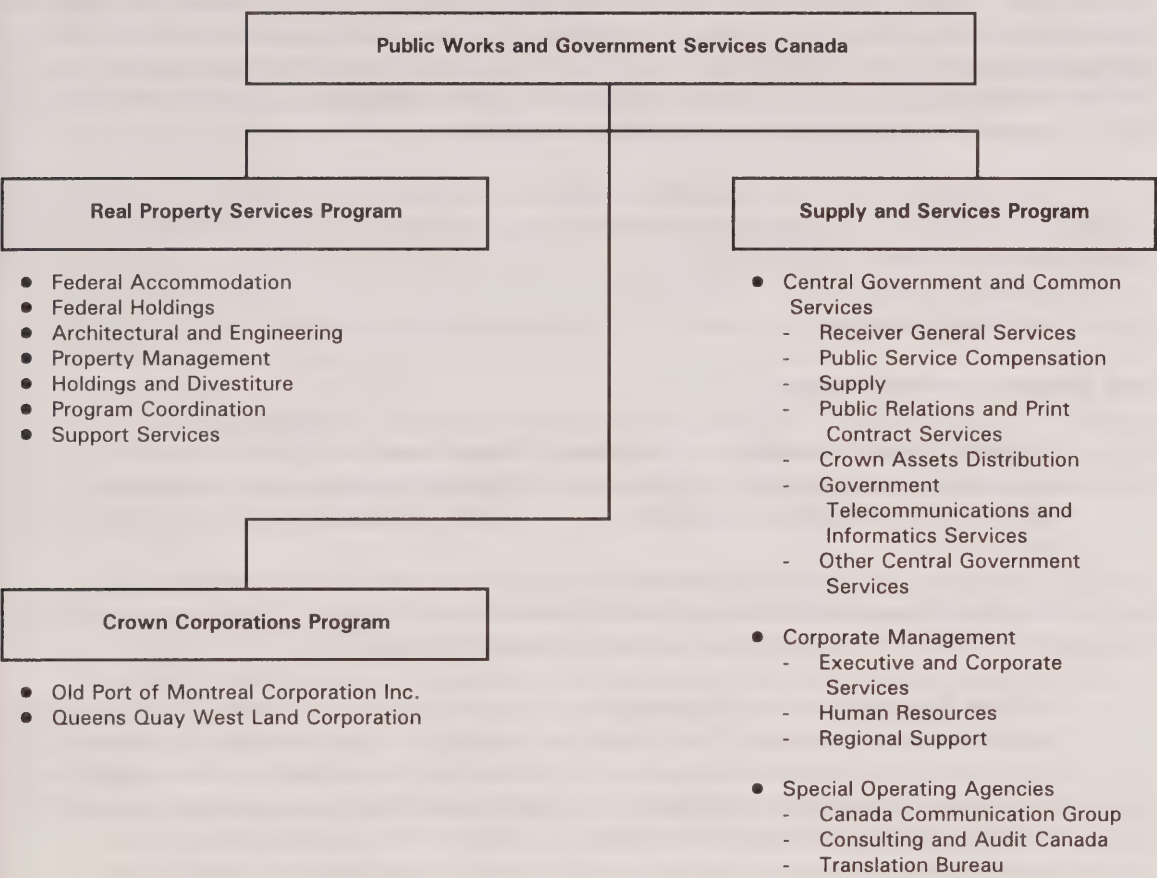 Public Works and Government Services Canada
Real Property Services Program
● Federal Accommodation
● Federal Holdings
● Architectural and Engineering
● Property Management
● Holdings and Divestiture
● Program Coordination
● Support Services
Crown Corporations Program
● Old Port of Montreal Corporation Inc.
● Queens Quay West Land Corporation
Supply and Services Program
● Central Government and Common
Services
- Receiver General Services
- Public Service Compensation
- Supply
- Public Relations and Print
Contract Services
- Crown Assets Distribution
- Government
Telecommunications and
Informatics Services
- Other Central Government
Services
● Corporate Management
- Executive and Corporate
Services
- Human Resources
- Regional Support
● Special Operating Agencies
- Canada Communication Group
- Consulting and Audit Canada
- Translation Bureau